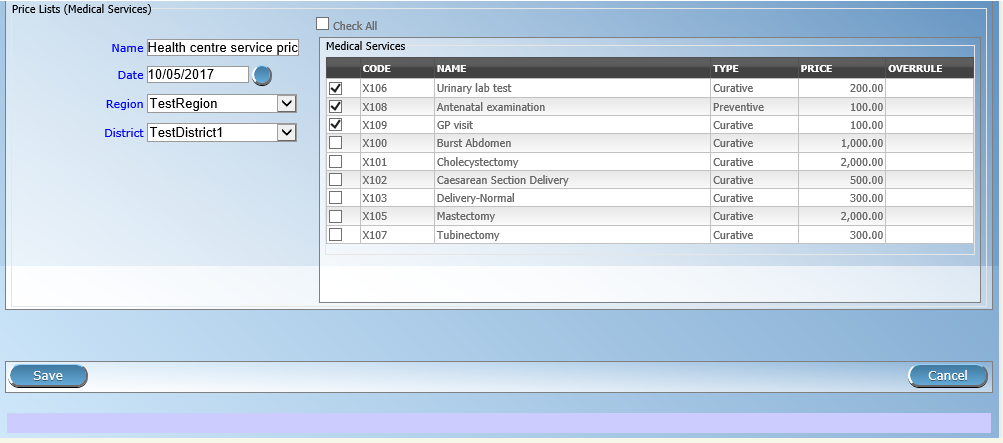 Price Lists (Medical Services)
Check All
Name Health centre service pric
Date 10/05/2017
Region TestRegion
District TestDistrict1
Medical Services
CODE NAME TYPE PRICE OVERRULE
X106 Urinary lab test Curative 200.00
X108 Antenatal examination Preventive 100.00
X109 GP visit Curative 100.00
X100 Burst Abdomen Curative 1,000.00
X101 Cholecystectomy Curative 2,000.00
X102 Caesarean Section Delivery Curative 500.00
X103 Delivery-Normal Curative 300.00
X105 Mastectomy Curative 2,000.00
X107 Tubinectomy Curative 300.00
Save Cancel